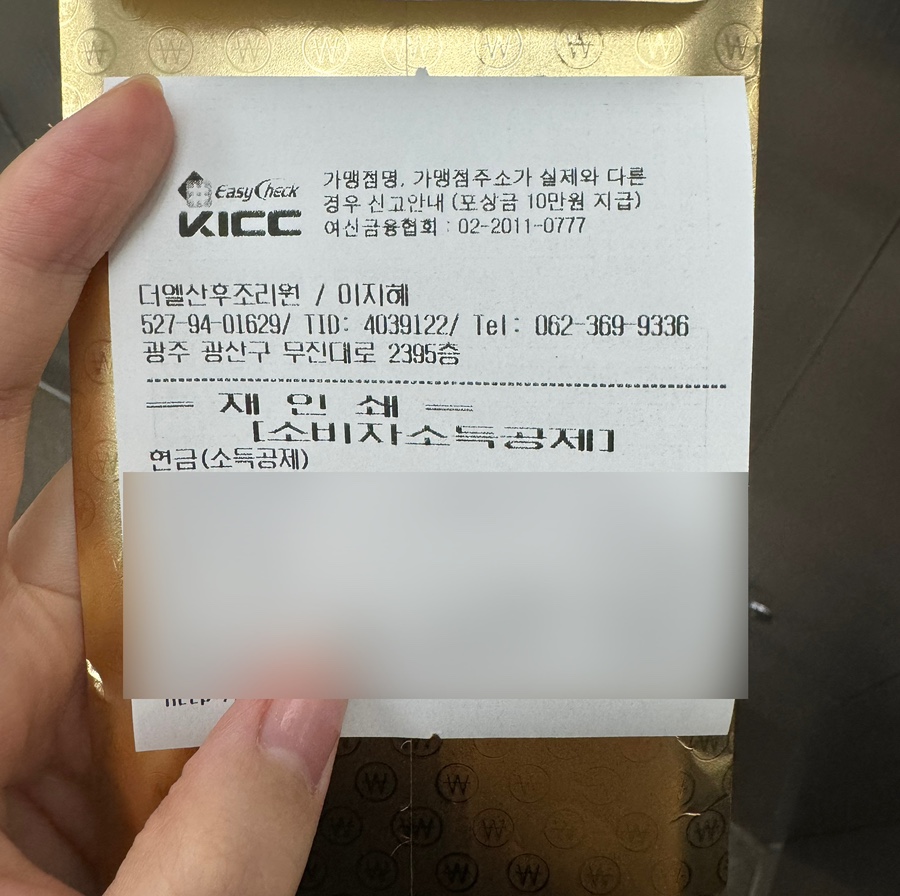 EasyCheck
KICC
가맹점명, 가맹점주소가 실제와 다른
경우 신고안내 (포상금 10만원 지급)
여신금융협회 : 02-2011-0777
더엘산후조리원 / 이지혜
527-94-01629/ TID: 4039122/ Tel: 062-369-9336
광주 광산구 무진대로 2395층
== 재 인 쇄 ==
[소비자소득공제]
현금(소득공제)